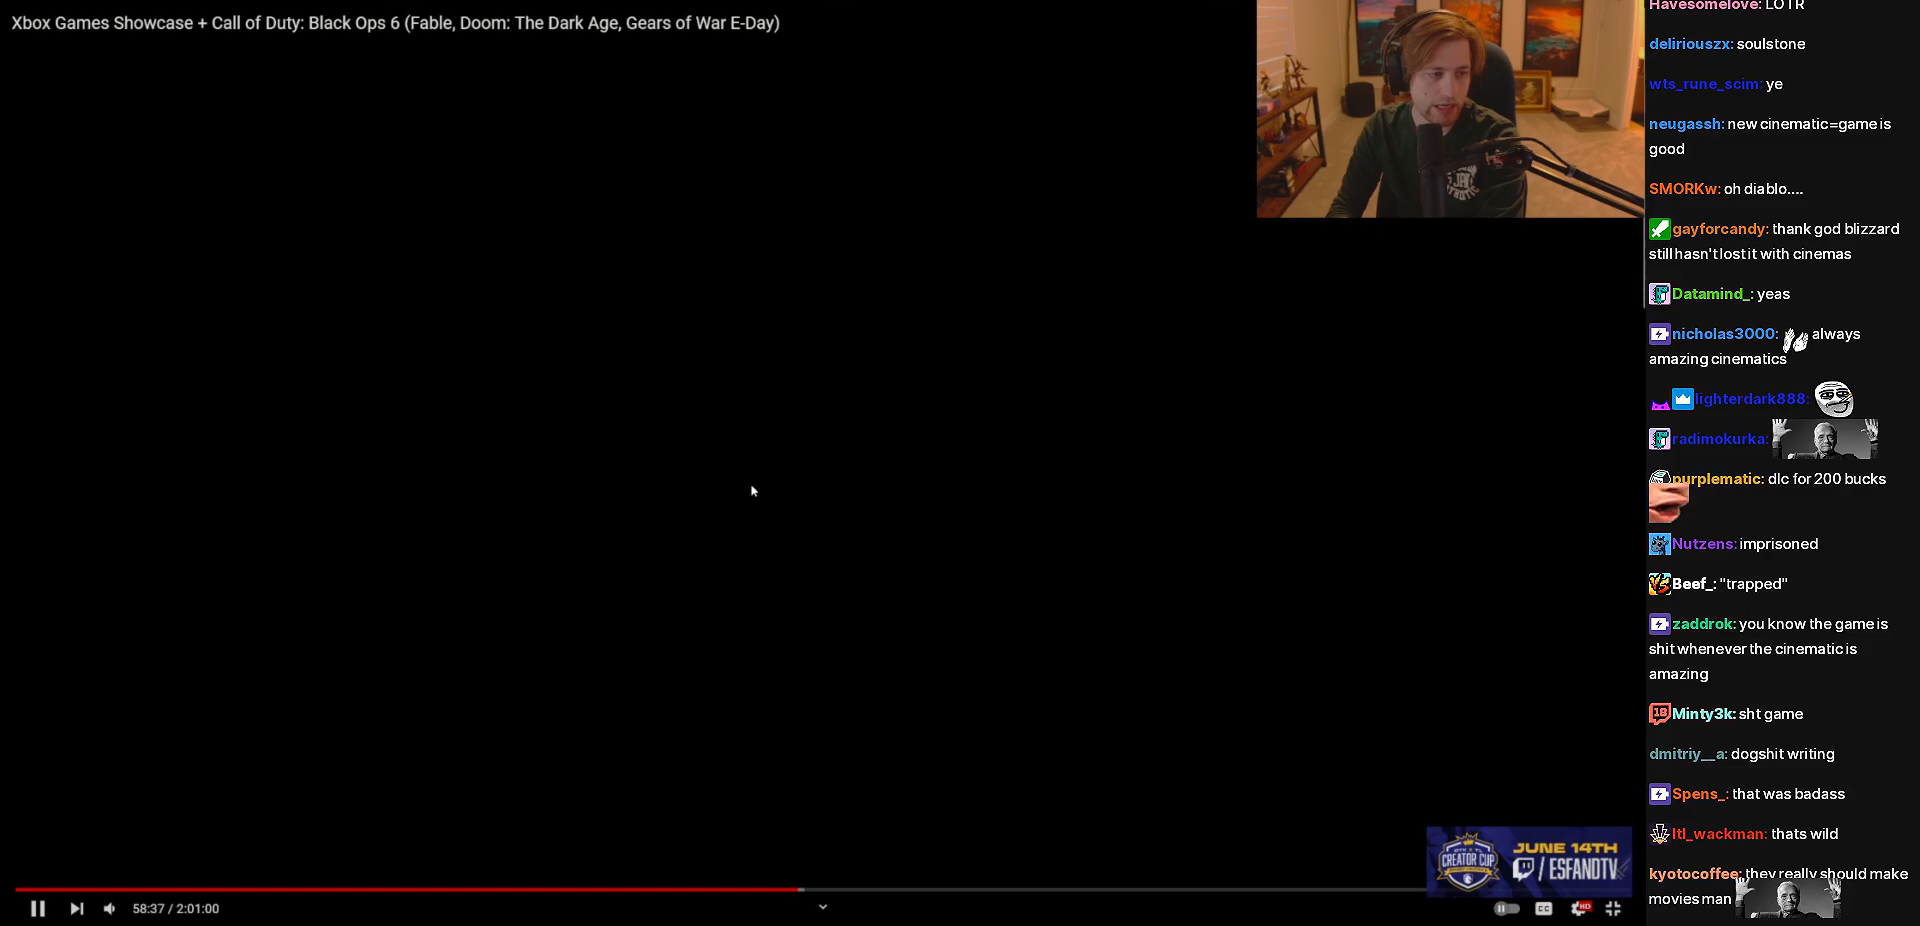 Xbox Games Showcase + Call of Duty: Black Ops 6 (Fable, Doom: The Dark Age, Gears of War E-Day)
Havesomelove: LOTR
deliriouszx: soulstone
wts_rune_scim: ye
neugassh: new cinematic=game is
good
SMORKw: oh diablo....
gayforcandy: thank god blizzard
still hasn't lost it with cinemas
Datamind_: yeas
nicholas3000: always
amazing cinematics
lighterdark888:
radimokurka:
purplematic: dlc for 200 bucks
Nutzens: imprisoned
Beef_: "trapped"
zaddrok: you know the game is
shit whenever the cinematic is
amazing
Minty3k: sht game
dmitriy__a: dogshit writing
Spens_: that was badass
ltl_wackman: thats wild
kyotocoffee: they really should make
movies man
CREATOR CUP
JUNE 14TH
/ESFANDTV
58:37 / 2:01:00
CC
HD